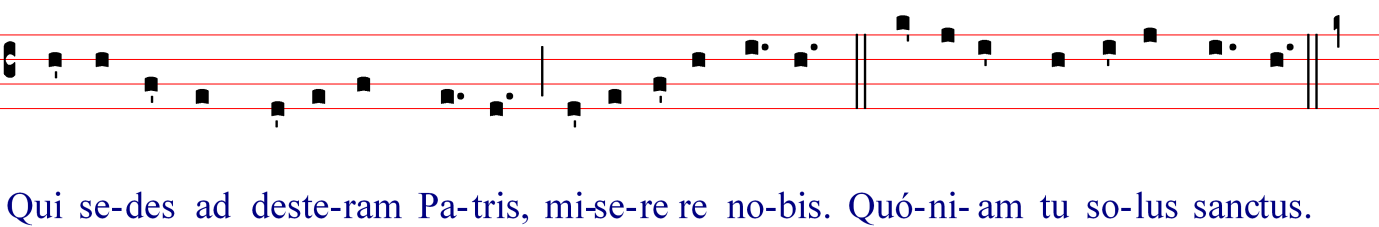 Qui se-des ad deste-ram Pa-tris, mi-se-re re no-bis. Quó-ni-am tu so-lus sanctus.